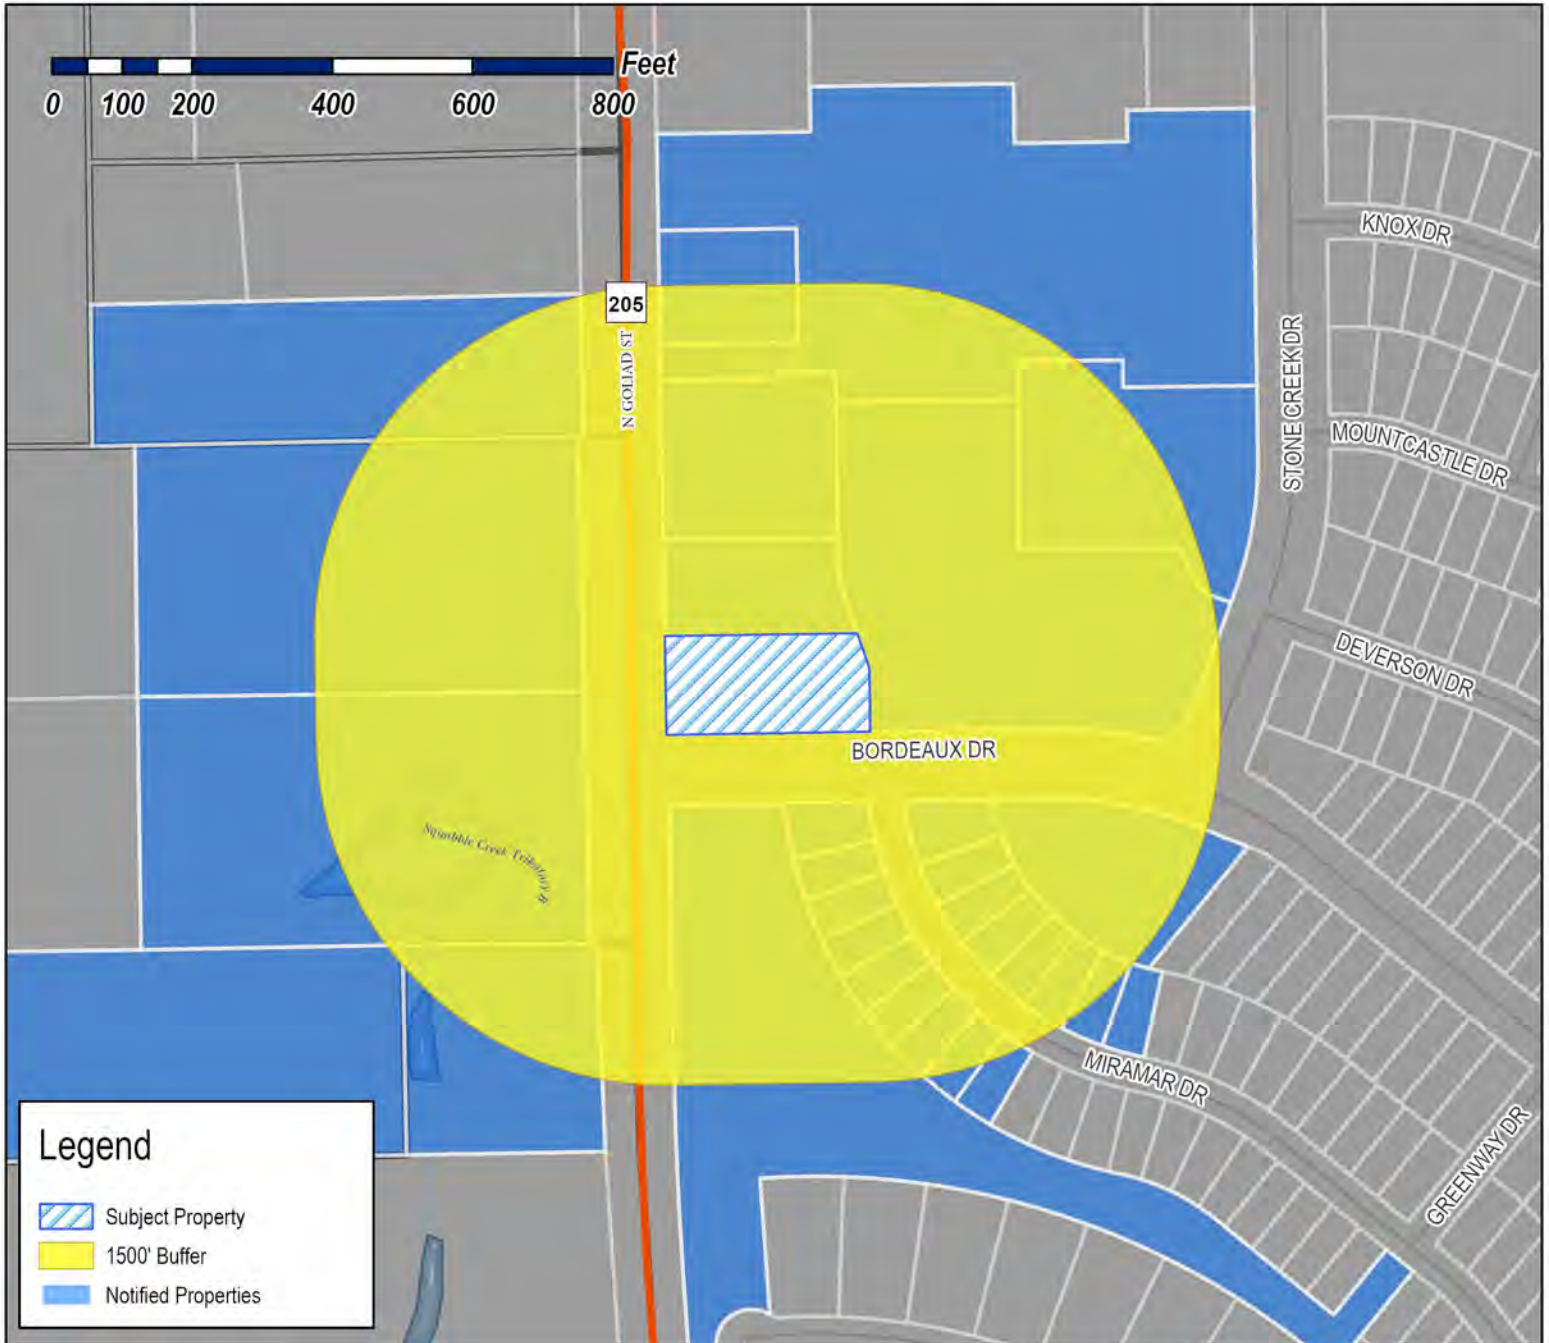 Feet
0 100 200 400 600 800
KNOX DR
205
N GOLIAD ST
STONE CREEK DR
MOUNTCASTLE DR
DEVERSON DR
BORDEAUX DR
Squabble Creek Tributary B
MIRAMAR DR
GREENWAY DR
Legend
Subject Property
1500' Buffer
Notified Properties